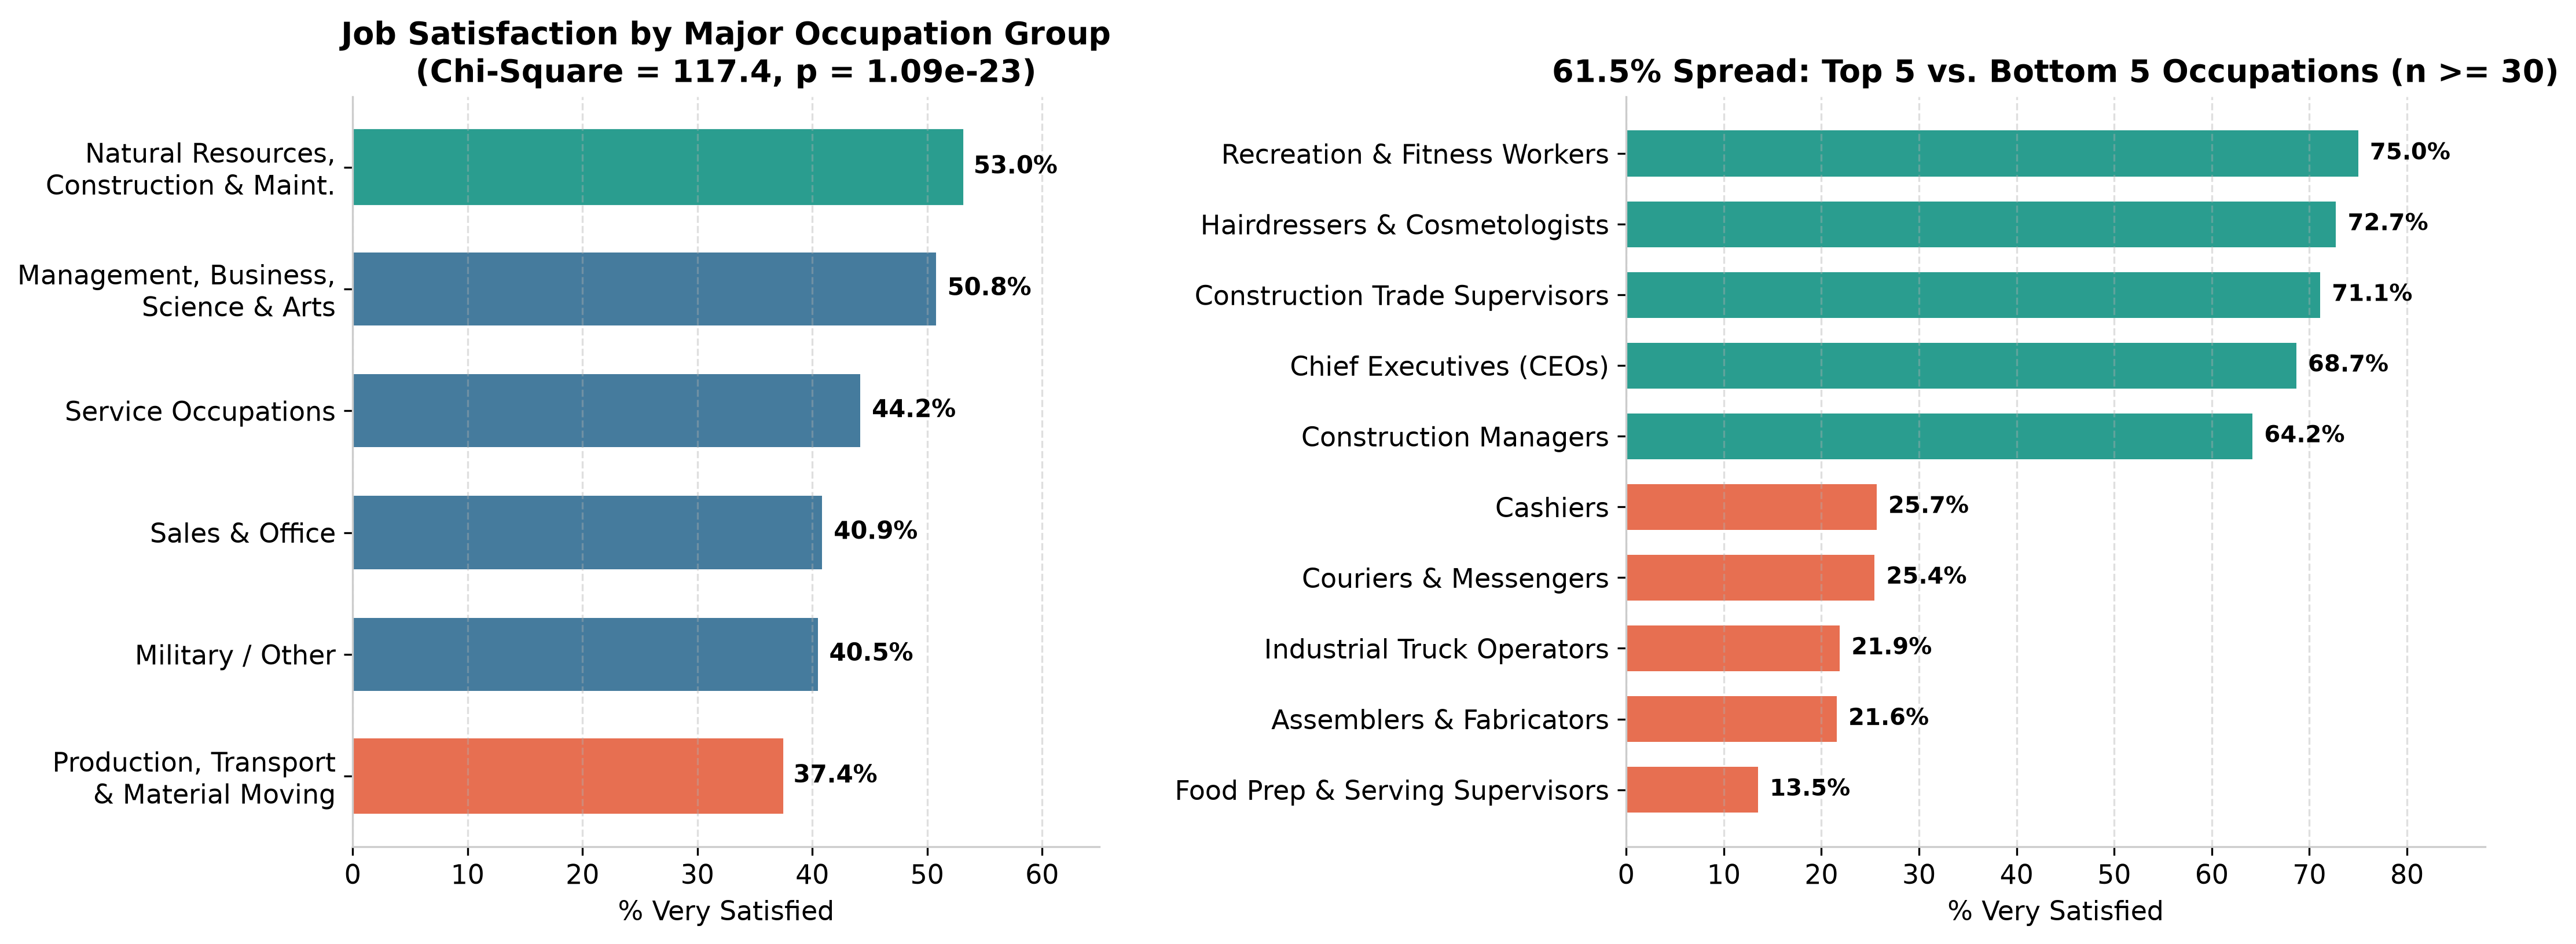 Job Satisfaction by Major Occupation Group
(Chi-Square = 117.4, p = 1.09e-23)
Natural Resources,
Construction & Maint.
53.0%
Management, Business,
Science & Arts
50.8%
Service Occupations
44.2%
Sales & Office
40.9%
Military / Other
40.5%
Production, Transport
& Material Moving
37.4%
0 10 20 30 40 50 60
% Very Satisfied
61.5% Spread: Top 5 vs. Bottom 5 Occupations (n >= 30)
Recreation & Fitness Workers
75.0%
Hairdressers & Cosmetologists
72.7%
Construction Trade Supervisors
71.1%
Chief Executives (CEOs)
68.7%
Construction Managers
64.2%
Cashiers
25.7%
Couriers & Messengers
25.4%
Industrial Truck Operators
21.9%
Assemblers & Fabricators
21.6%
Food Prep & Serving Supervisors
13.5%
0 10 20 30 40 50 60 70 80
% Very Satisfied